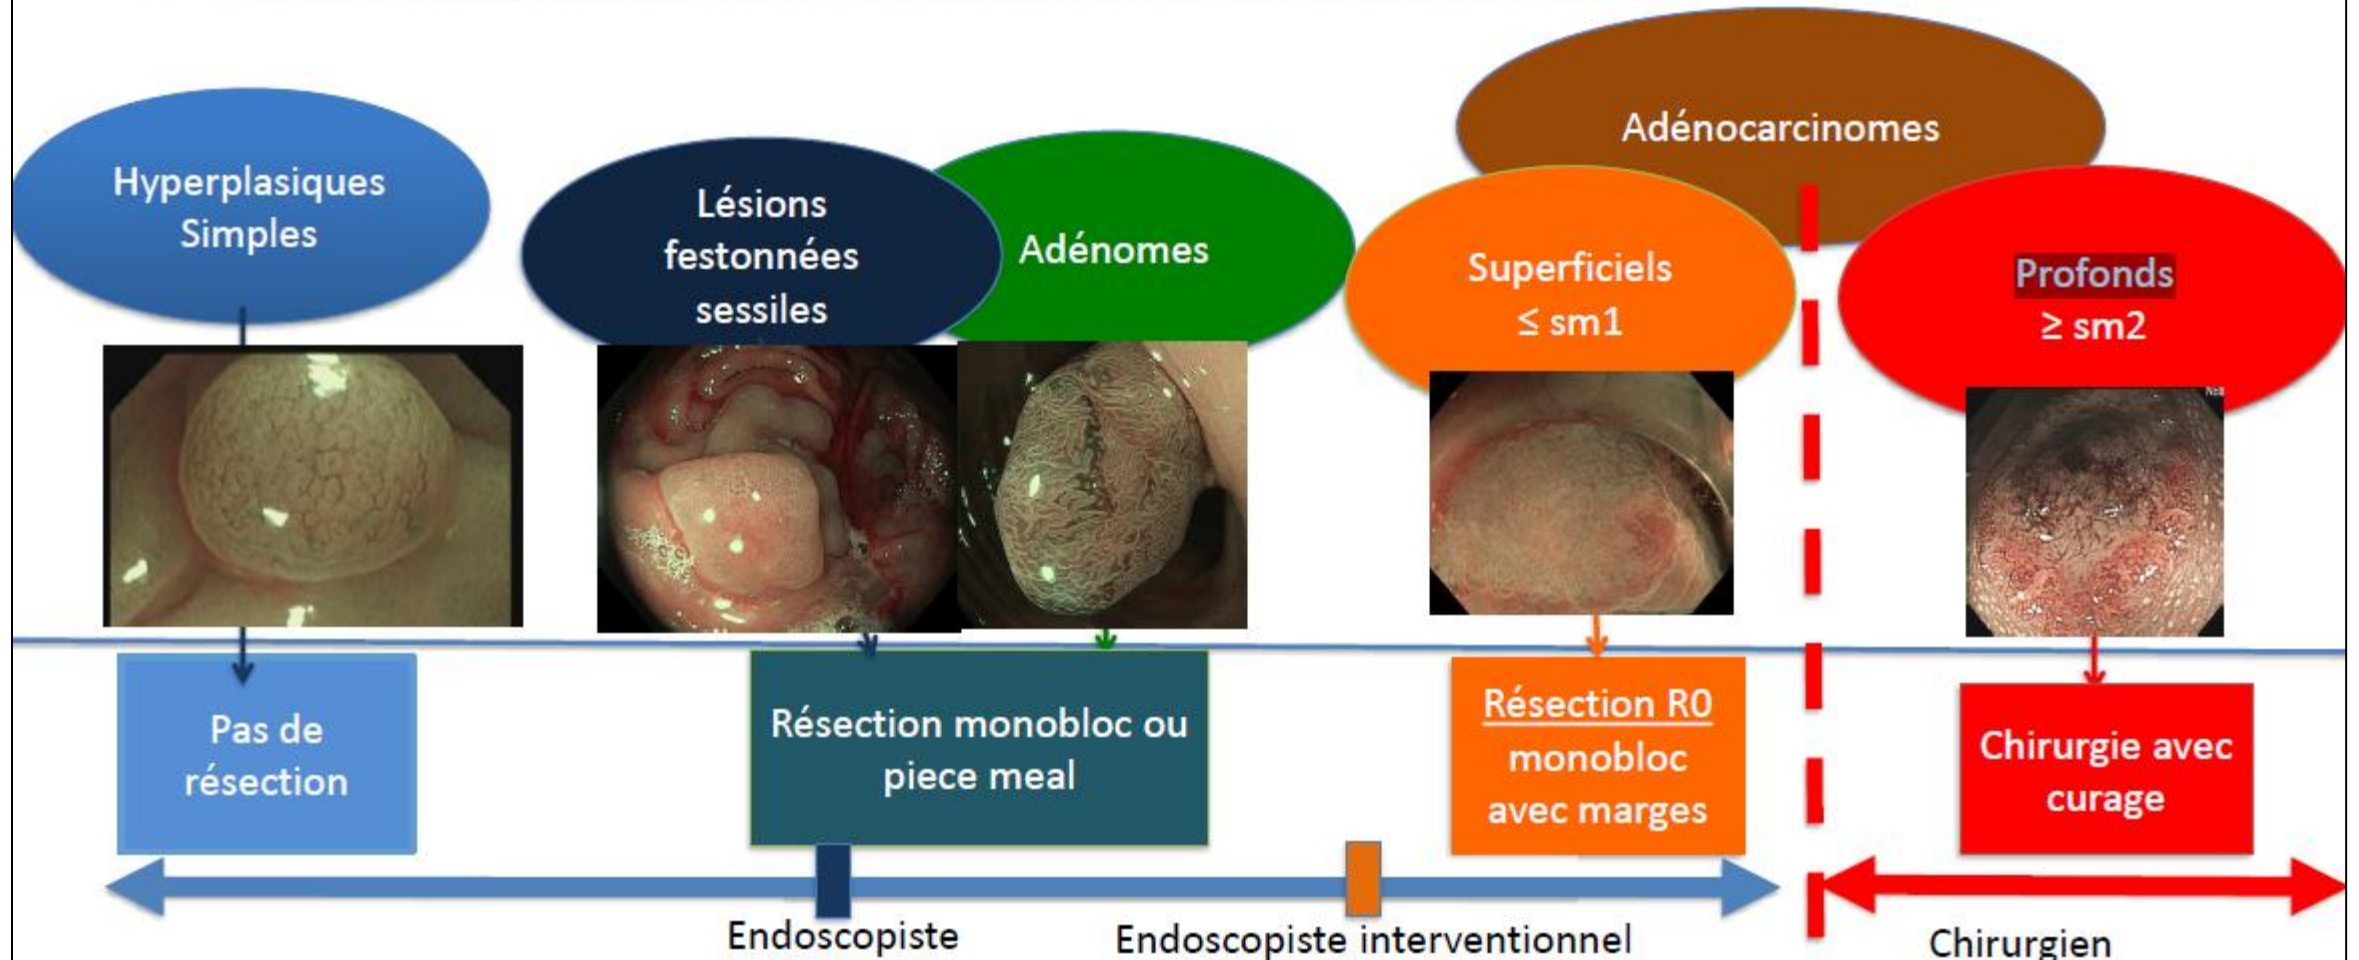 Hyperplasiques
Simples
Lésions
festonnées
sessiles
Adénomes
Adénocarcinomes
Superficiels
≤ sm1
Profonds
≥ sm2
Pas de
résection
Résection monobloc ou
piece meal
Résection R0
monobloc
avec marges
Chirurgie avec
curage
Endoscopiste
Endoscopiste interventionnel
Chirurgien